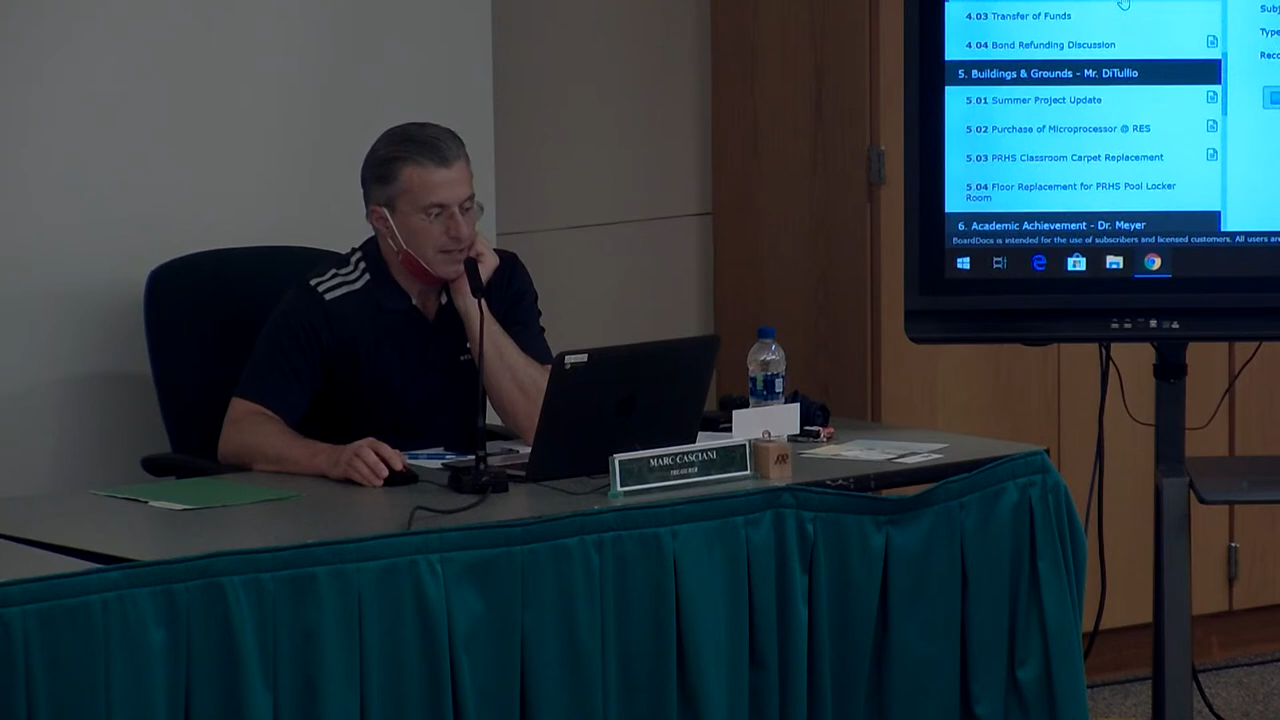 4.03 Transfer of Funds
4.04 Bond Refunding Discussion
5. Buildings & Grounds - Mr. DiTullio
5.01 Summer Project Update
5.02 Purchase of Microprocessor @ RES
5.03 PRHS Classroom Carpet Replacement
5.04 Floor Replacement for PRHS Pool Locker
Room
6. Academic Achievement - Dr. Meyer
BoardDocs is intended for the use of subscribers and licensed customers. All users are
Subj
Type
Reco
MARC CASCIANI
TREASURER